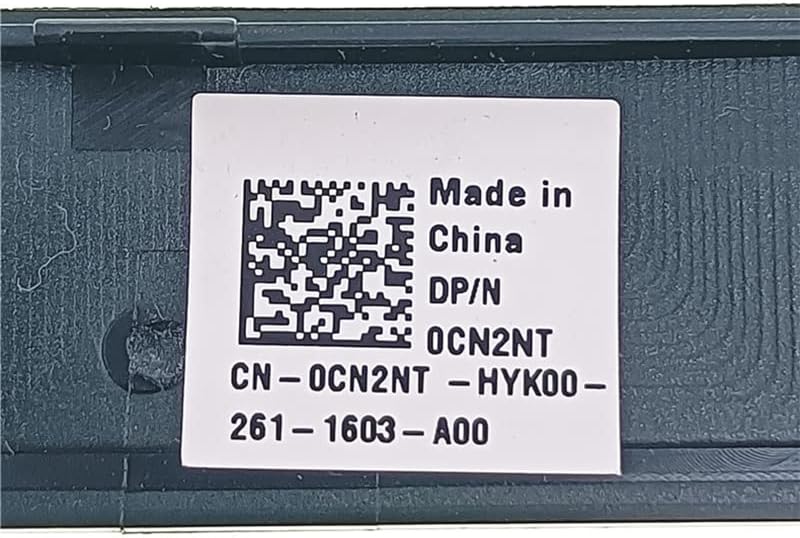 Made in
China
DP/N
0CN2NT
CN-0CN2NT -HYK00-
261-1603-A00